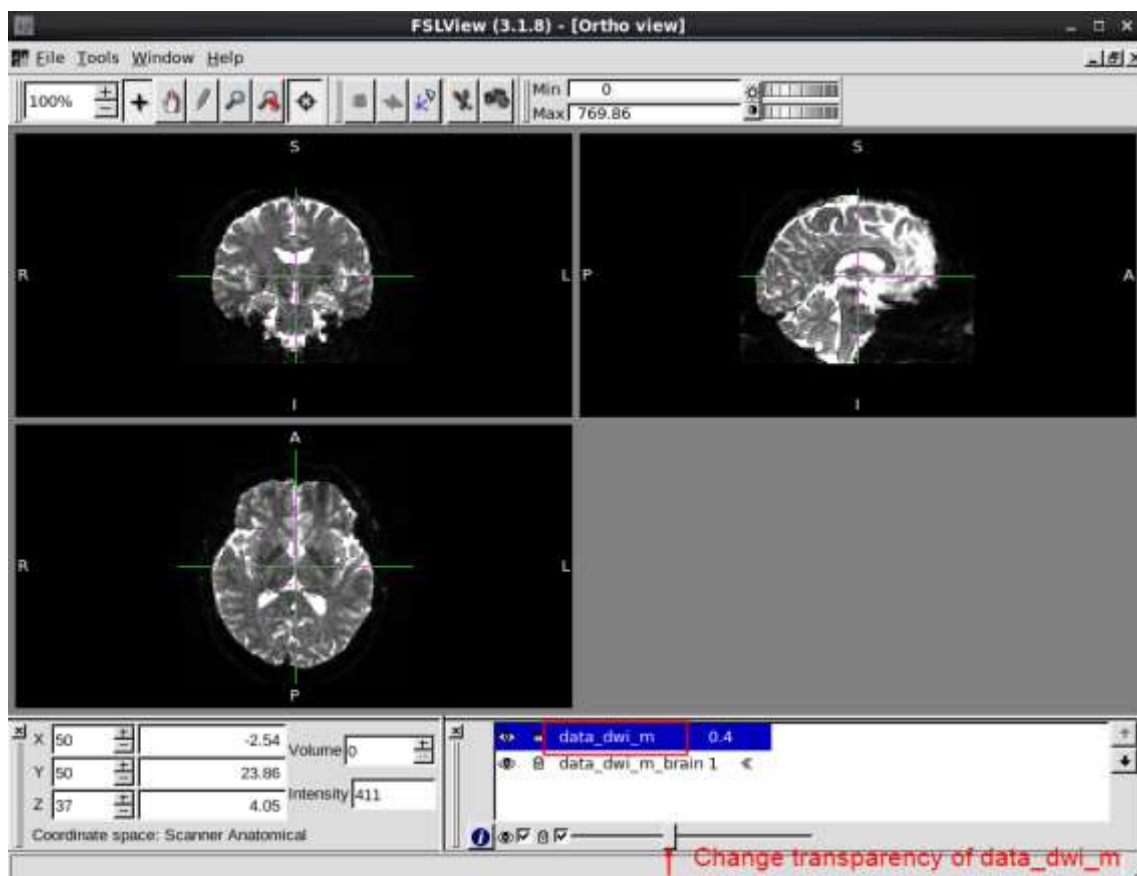 FSLView (3.1.8) - [Ortho view]
File Tools Window Help
100%
Min 0
Max 769.86
S
R
L
I
S
P
A
I
A
R
L
P
X 50 -2.54
Y 50 23.86
Z 37 4.05
Volume 0
Intensity 411
Coordinate space: Scanner Anatomical
data_dwi_m 0.4
data_dwi_m_brain 1
Change transparency of data_dwi_m